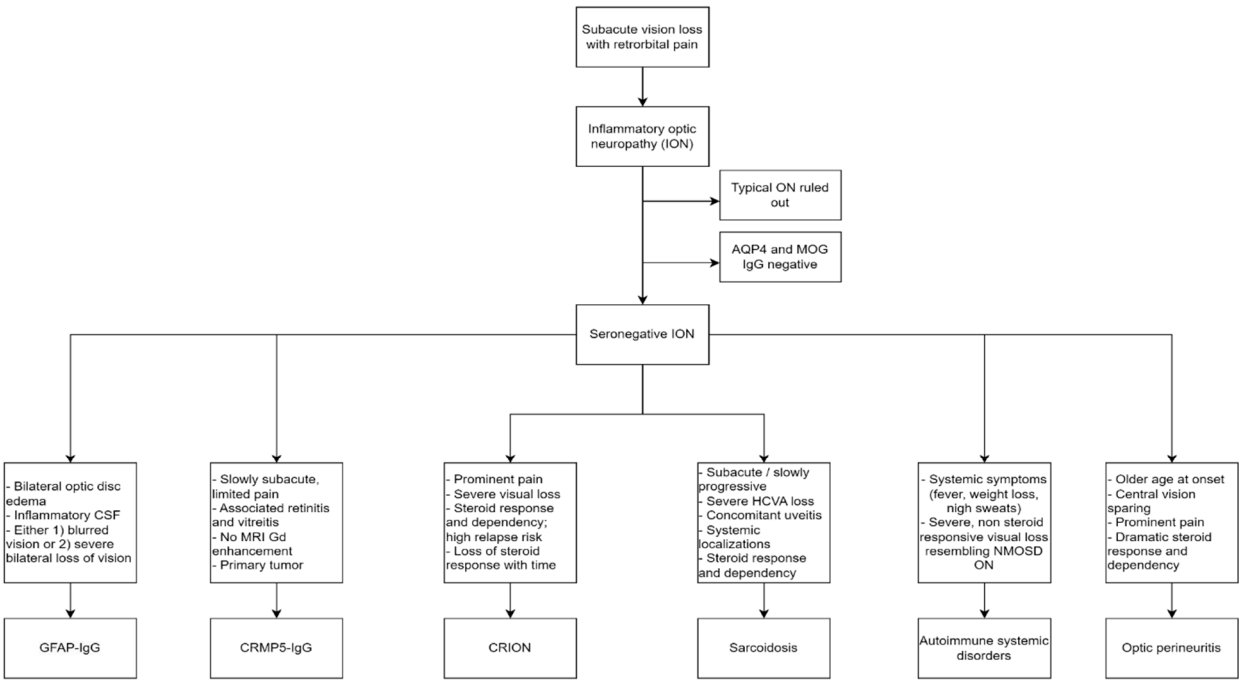 Subacute vision loss
with retrorbital pain
Inflammatory optic
neuropathy (ION)
Typical ON ruled
out
AQP4 and MOG
IgG negative
Seronegative ION
- Bilateral optic disc
edema
- Inflammatory CSF
- Either 1) blurred
vision or 2) severe
bilateral loss of vision
- Slowly subacute,
limited pain
- Associated retinitis
and vitreitis
- No MRI Gd
enhancement
- Primary tumor
- Prominent pain
- Severe visual loss
- Steroid response
and dependency;
high relapse risk
- Loss of steroid
response with time
- Subacute / slowly
progressive
- Severe HCVA loss
- Concomitant uveitis
- Systemic
localizations
- Steroid response
and dependency
- Systemic symptoms
(fever, weight loss,
nigh sweats)
- Severe, non steroid
responsive visual loss
resembling NMOSD
ON
- Older age at onset
- Central vision
sparing
- Prominent pain
- Dramatic steroid
response and
dependency
GFAP-IgG
CRMP5-IgG
CRION
Sarcoidosis
Autoimmune systemic
disorders
Optic perineuritis